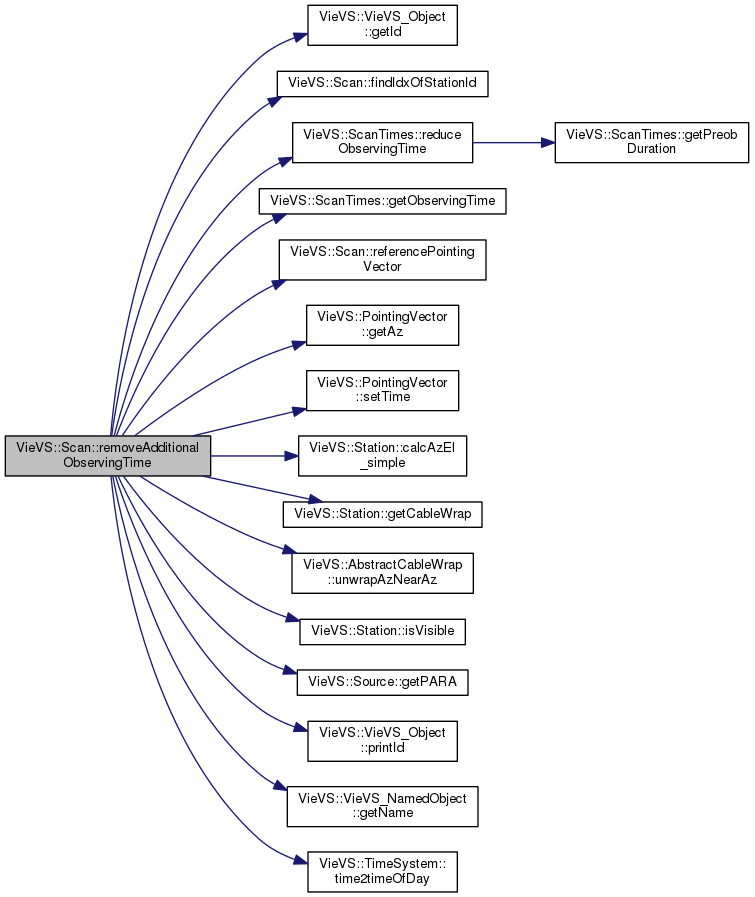 VieVS::VieVS_Object
::getId
VieVS::Scan::findIdxOfStationId
VieVS::ScanTimes::reduce
ObservingTime
VieVS::ScanTimes::getPreob
Duration
VieVS::ScanTimes::getObservingTime
VieVS::Scan::referencePointing
Vector
VieVS::PointingVector
::getAz
VieVS::PointingVector
::setTime
VieVS::Scan::removeAdditional
ObservingTime
VieVS::Station::calcAzEl
_simple
VieVS::Station::getCableWrap
VieVS::AbstractCableWrap
::unwrapAzNearAz
VieVS::Station::isVisible
VieVS::Source::getPARA
VieVS::VieVS_Object
::printId
VieVS::VieVS_NamedObject
::getName
VieVS::TimeSystem::
time2timeOfDay